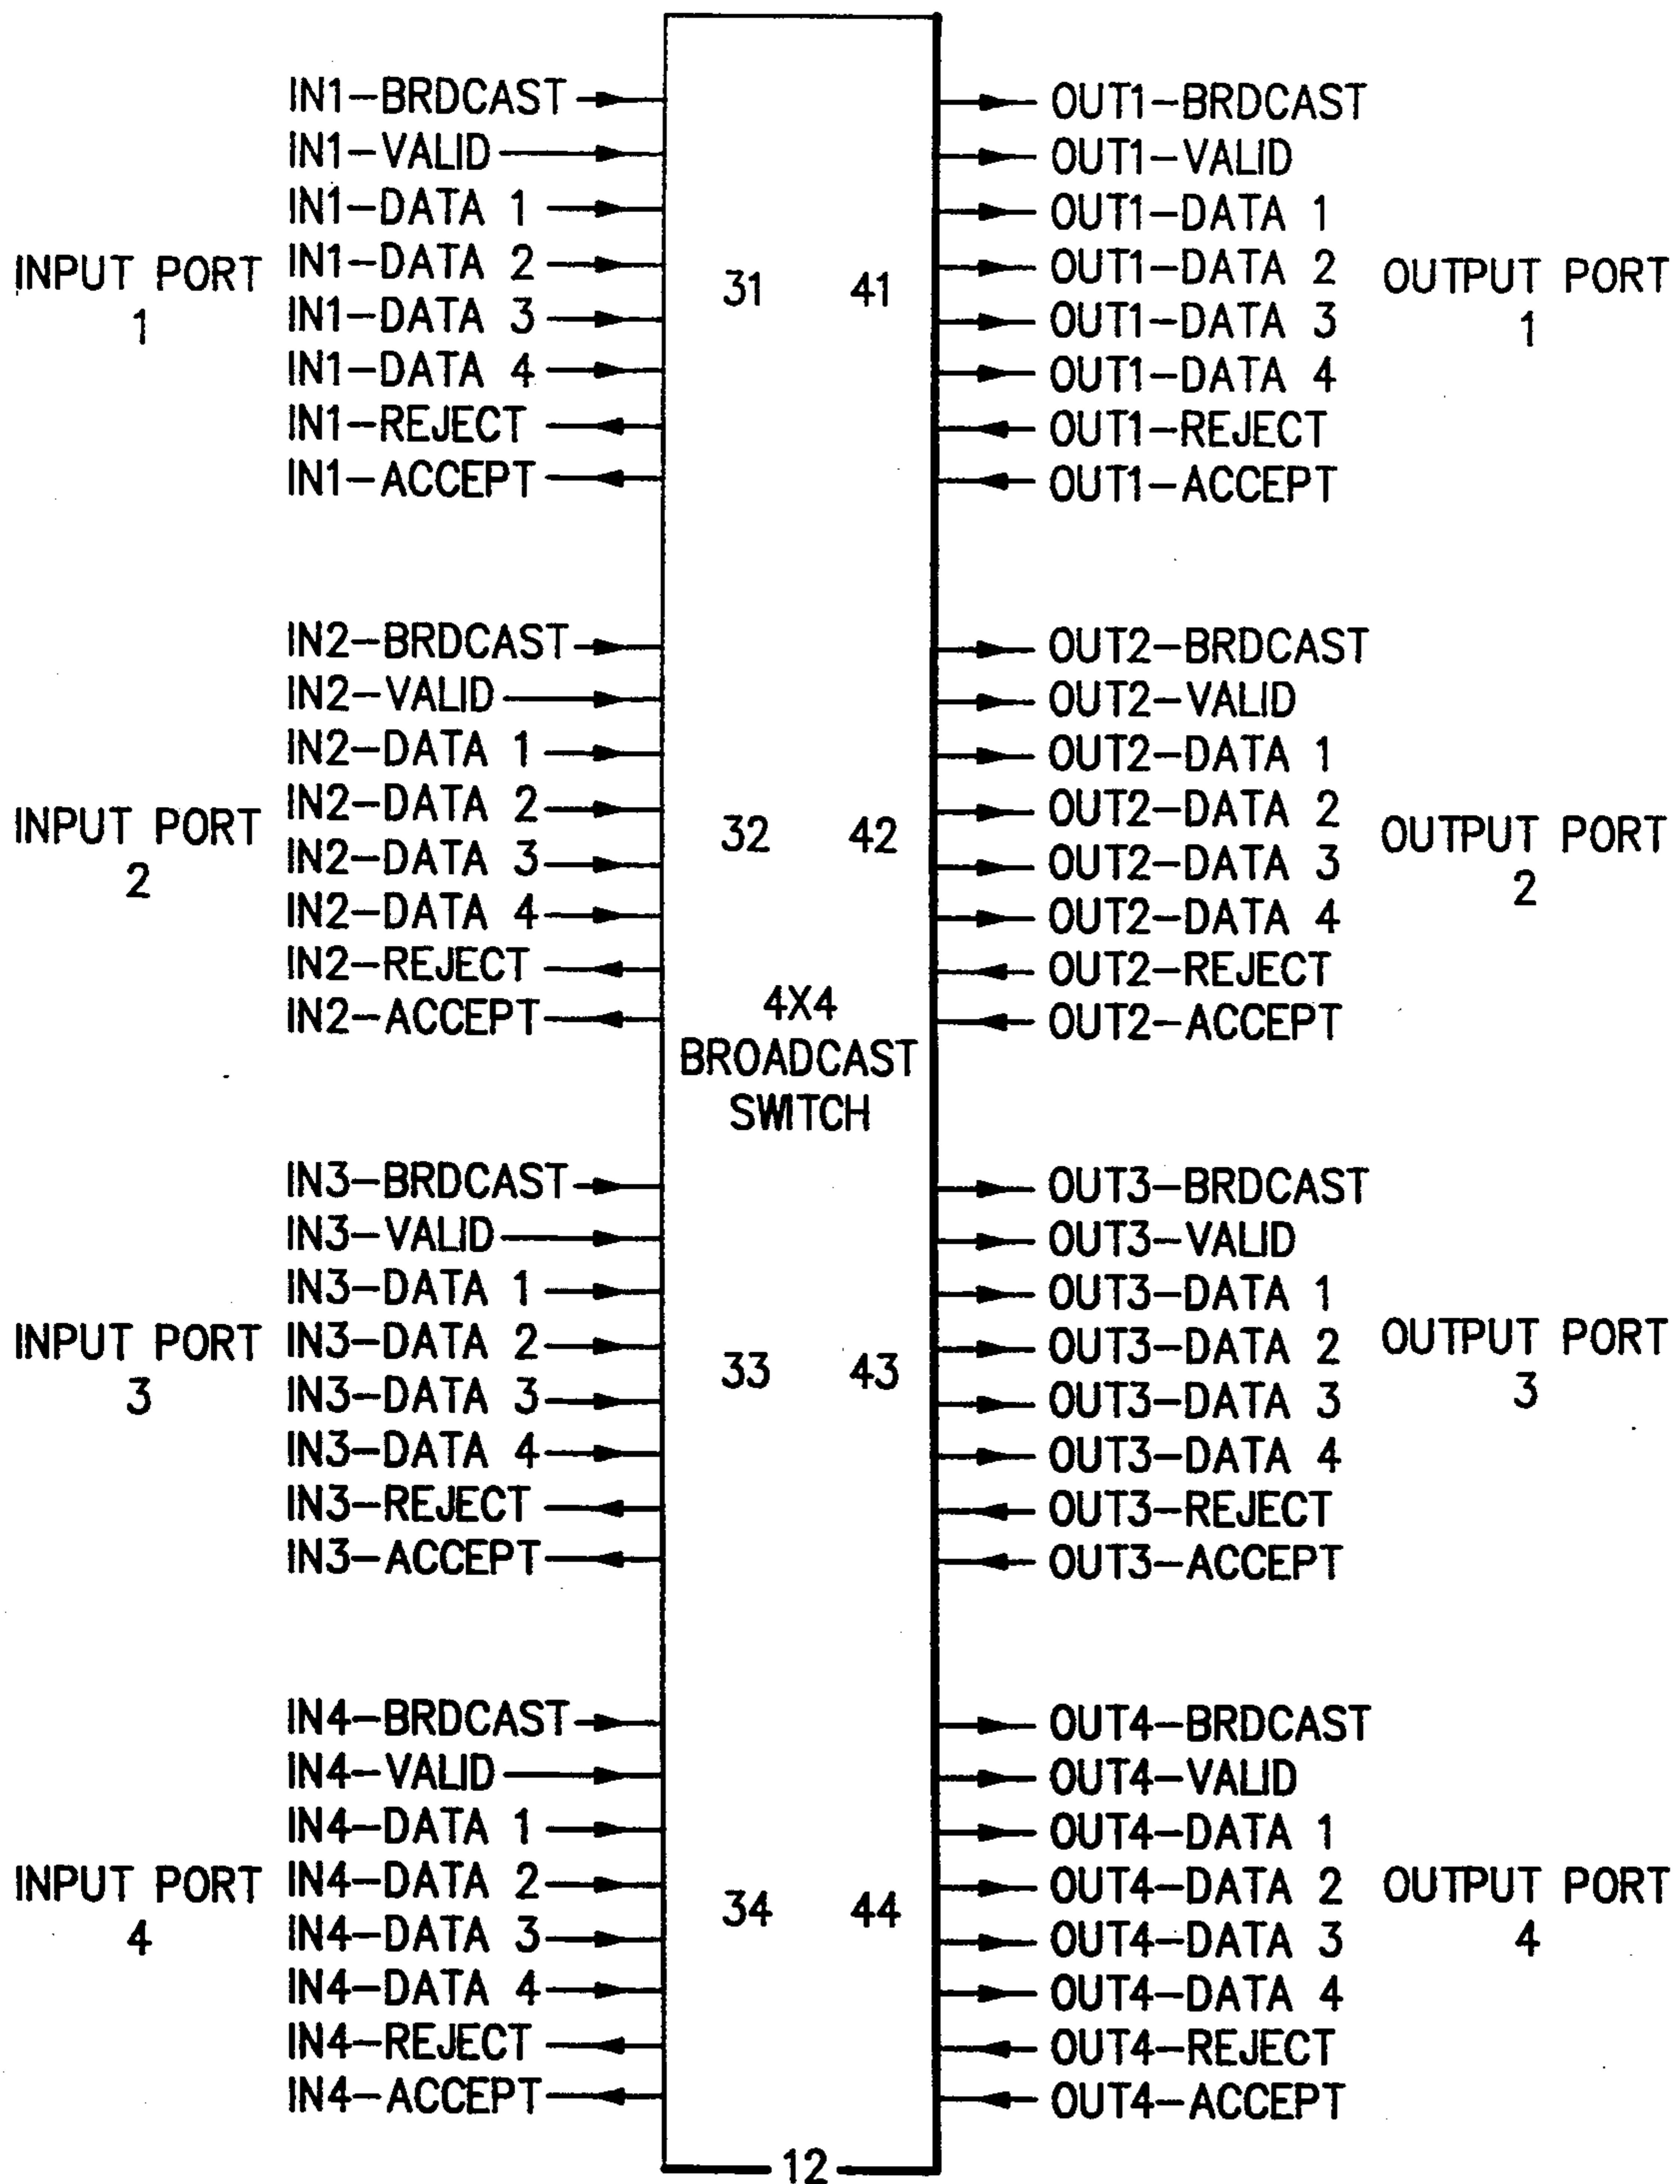 IN1-BRDCAST
IN1-VALID
IN1-DATA 1
IN1-DATA 2
IN1-DATA 3
IN1-DATA 4
IN1-REJECT
IN1-ACCEPT
INPUT PORT
1
31
41
OUT1-BRDCAST
OUT1-VALID
OUT1-DATA 1
OUT1-DATA 2
OUT1-DATA 3
OUT1-DATA 4
OUT1-REJECT
OUT1-ACCEPT
OUTPUT PORT
1
IN2-BRDCAST
IN2-VALID
IN2-DATA 1
IN2-DATA 2
IN2-DATA 3
IN2-DATA 4
IN2-REJECT
IN2-ACCEPT
INPUT PORT
2
32
42
OUT2-BRDCAST
OUT2-VALID
OUT2-DATA 1
OUT2-DATA 2
OUT2-DATA 3
OUT2-DATA 4
OUT2-REJECT
OUT2-ACCEPT
OUTPUT PORT
2
4X4
BROADCAST
SWITCH
IN3-BRDCAST
IN3-VALID
IN3-DATA 1
IN3-DATA 2
IN3-DATA 3
IN3-DATA 4
IN3-REJECT
IN3-ACCEPT
INPUT PORT
3
33
43
OUT3-BRDCAST
OUT3-VALID
OUT3-DATA 1
OUT3-DATA 2
OUT3-DATA 3
OUT3-DATA 4
OUT3-REJECT
OUT3-ACCEPT
OUTPUT PORT
3
IN4-BRDCAST
IN4-VALID
IN4-DATA 1
IN4-DATA 2
IN4-DATA 3
IN4-DATA 4
IN4-REJECT
IN4-ACCEPT
INPUT PORT
4
34
44
OUT4-BRDCAST
OUT4-VALID
OUT4-DATA 1
OUT4-DATA 2
OUT4-DATA 3
OUT4-DATA 4
OUT4-REJECT
OUT4-ACCEPT
OUTPUT PORT
4
12